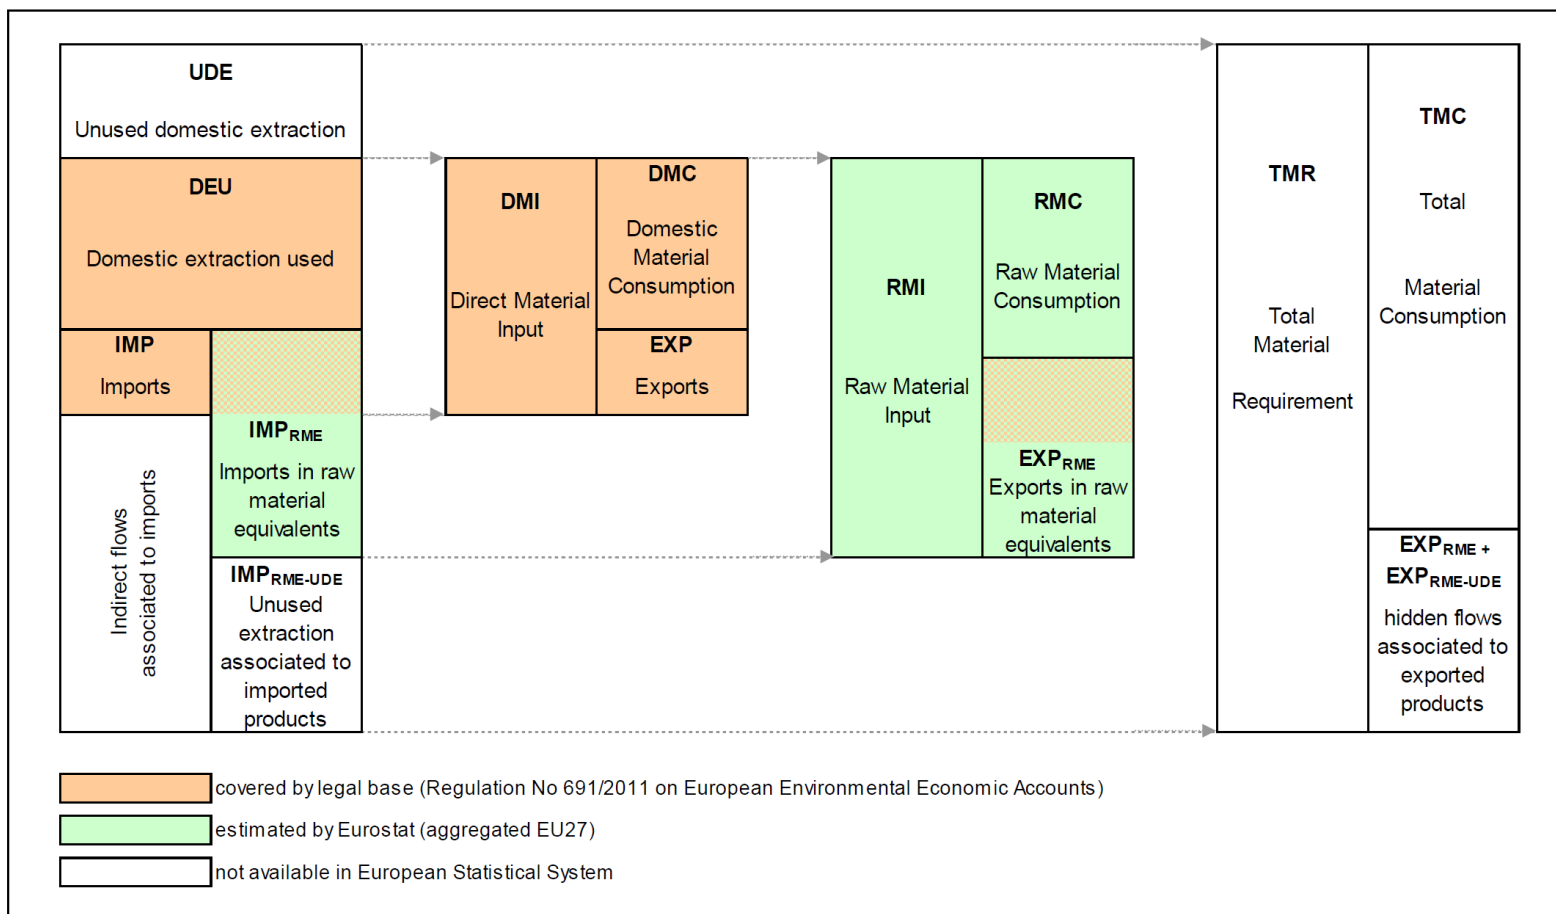 UDE
Unused domestic extraction
DEU
Domestic extraction used
IMP
Imports
Indirect flows
associated to imports
IMPRME
Imports in raw
material
equivalents
IMPRME-UDE
Unused
extraction
associated to
imported
products
DMI
Direct Material
Input
DMC
Domestic
Material
Consumption
EXP
Exports
RMI
Raw Material
Input
RMC
Raw Material
Consumption
EXPRME
Exports in raw
material
equivalents
TMR
Total
Material
Requirement
TMC
Total
Material
Consumption
EXPRME +
EXPRME-UDE
hidden flows
associated to
exported
products
covered by legal base (Regulation No 691/2011 on European Environmental Economic Accounts)
estimated by Eurostat (aggregated EU27)
not available in European Statistical System